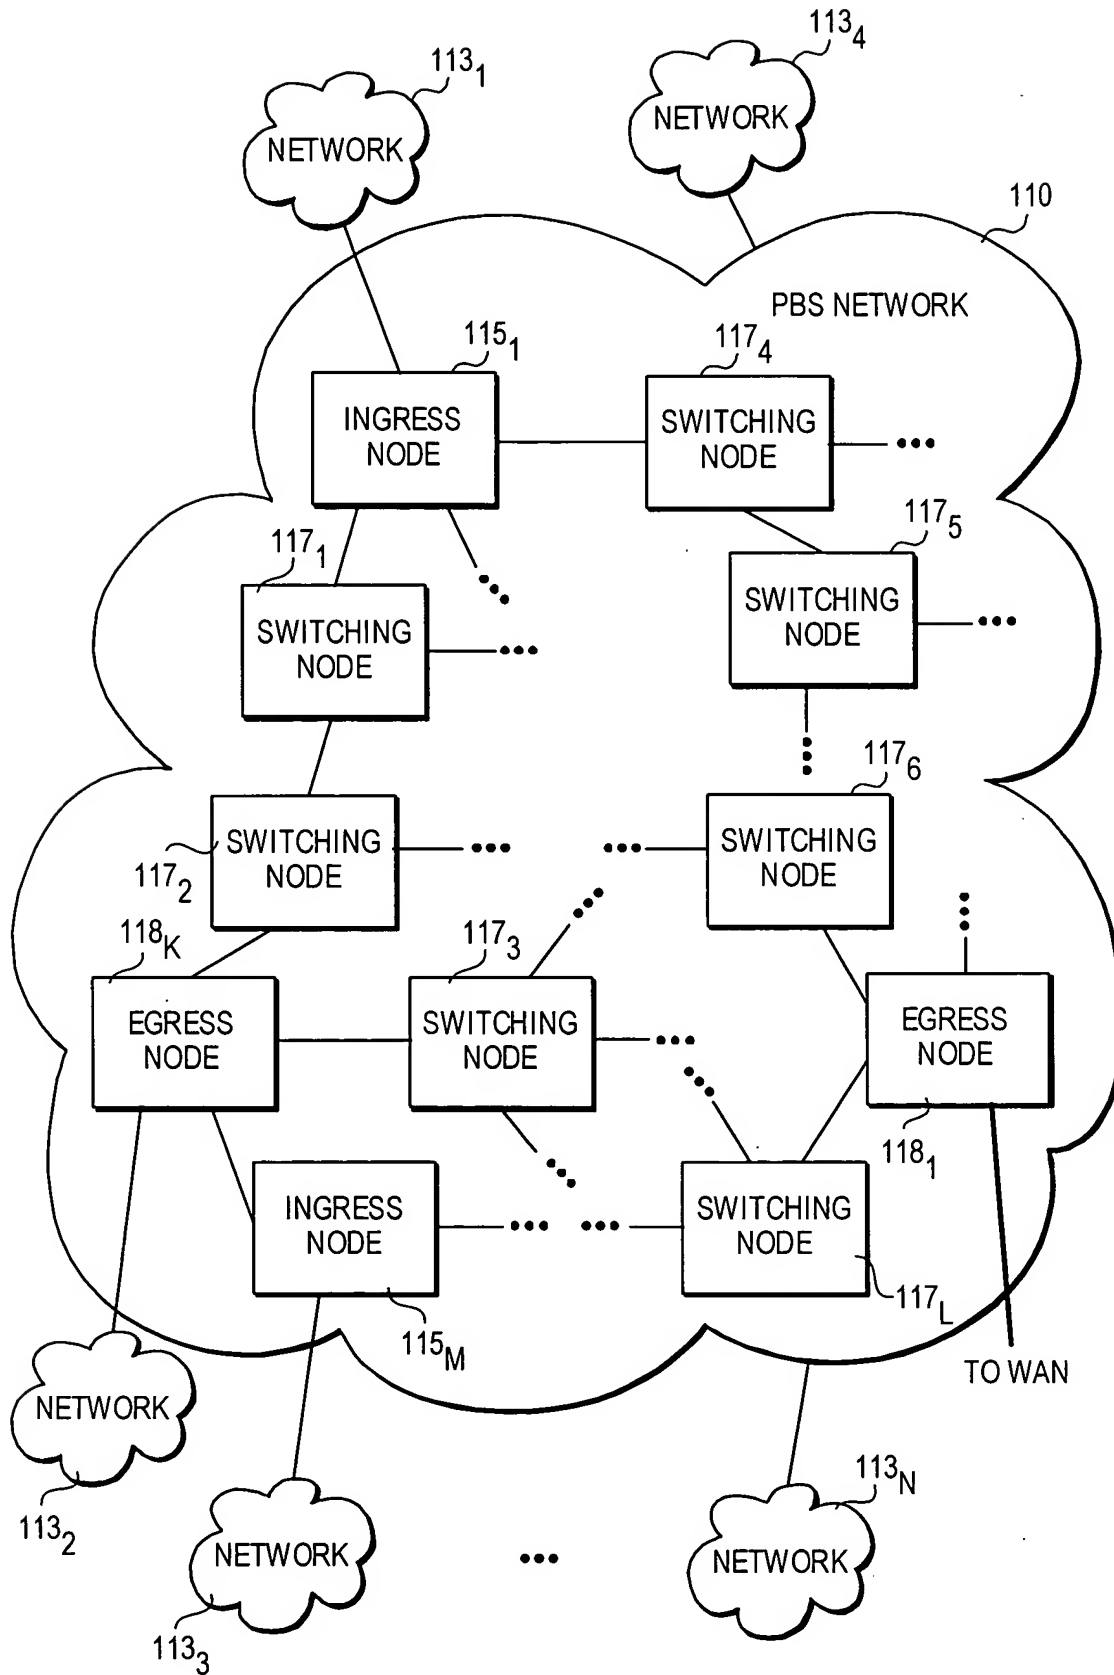 113₁
NETWORK
113₄
NETWORK
110
PBS NETWORK
115₁
INGRESS
NODE
117₄
SWITCHING
NODE
•••
117₁
SWITCHING
NODE
•••
•••
117₅
SWITCHING
NODE
•••
•••
117₂
SWITCHING
NODE
•••
117₆
•••
SWITCHING
NODE
•••
118K
EGRESS
NODE
117₃
SWITCHING
NODE
•••
•••
•••
EGRESS
NODE
118₁
•••
INGRESS
NODE
115M
•••
•••
SWITCHING
NODE
117L
TO WAN
NETWORK
113₂
NETWORK
113₃
•••
113N
NETWORK